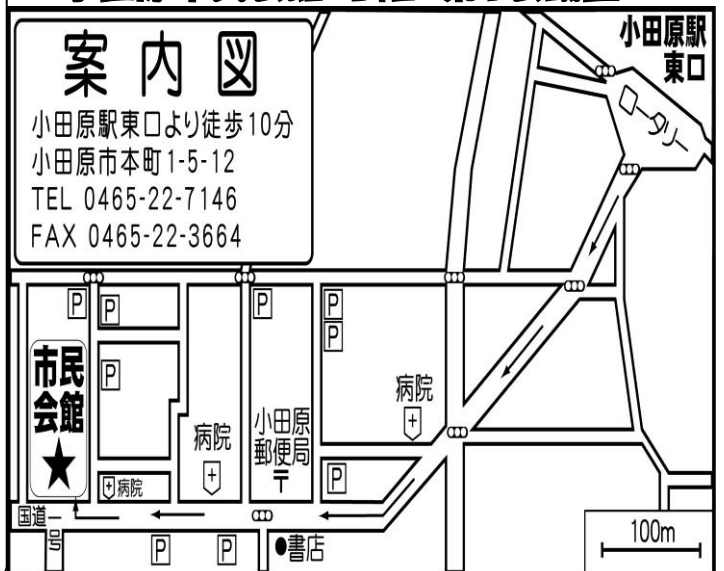 案内図
小田原駅東口より徒歩10分
小田原市本町1-5-12
TEL 0465-22-7146
FAX 0465-22-3664
小田原駅
東口
ロータリー
P
P
P
P
P
P
市民
会館
★
病院
病院
小田原
郵便局
〒
病院
P
国道一号
P
P
●書店
100m